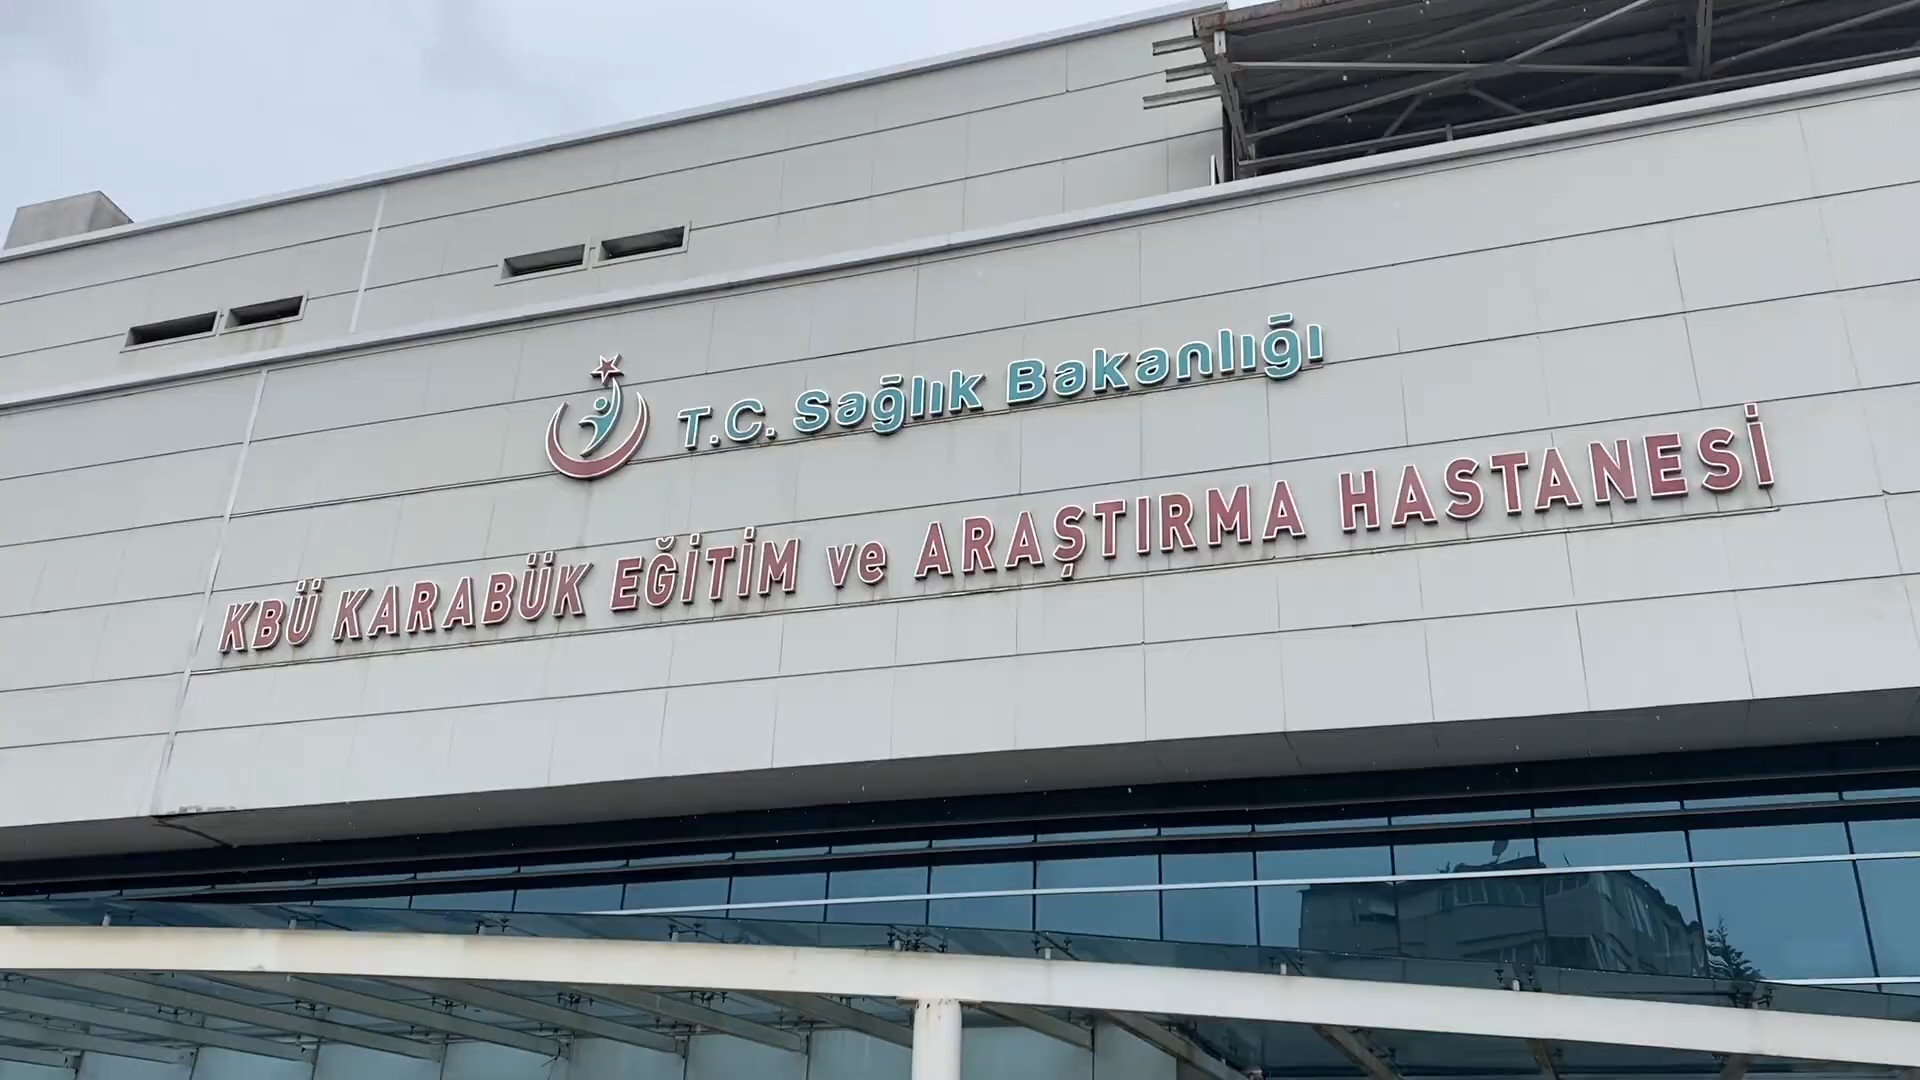 T.C. Sağlık Bakanlığı
KBÜ KARABÜK EĞİTİM ve ARAŞTIRMA HASTANESİ